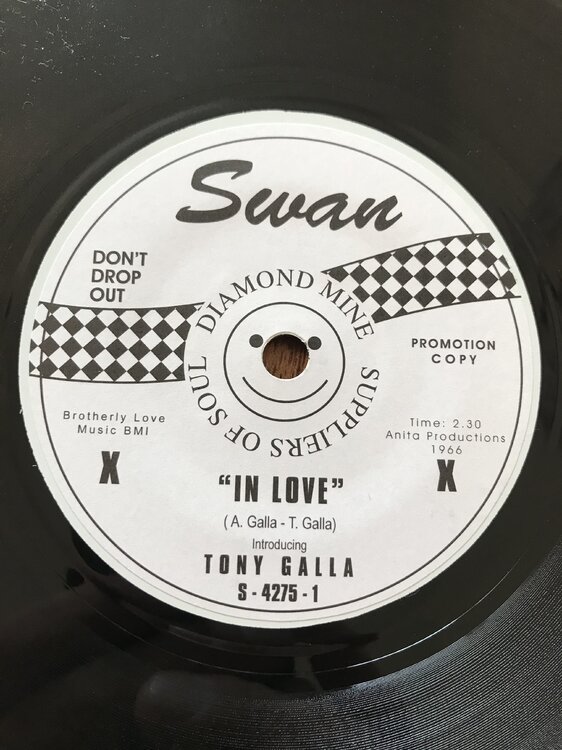 Swan
DON'T
DROP
OUT
DIAMOND MINE
SUPPLIERS OF SOUL
PROMOTION
COPY
Brotherly Love
Music BMI
X
Time: 2.30
Anita Productions
1966
X
"IN LOVE"
( A. Galla - T. Galla)
Introducing
TONY GALLA
S - 4275 - 1